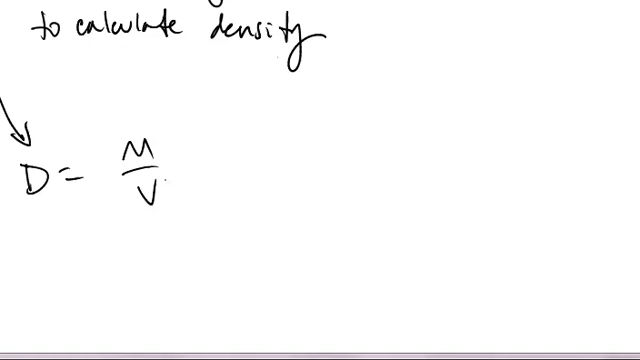 to calculate density
D = M/V